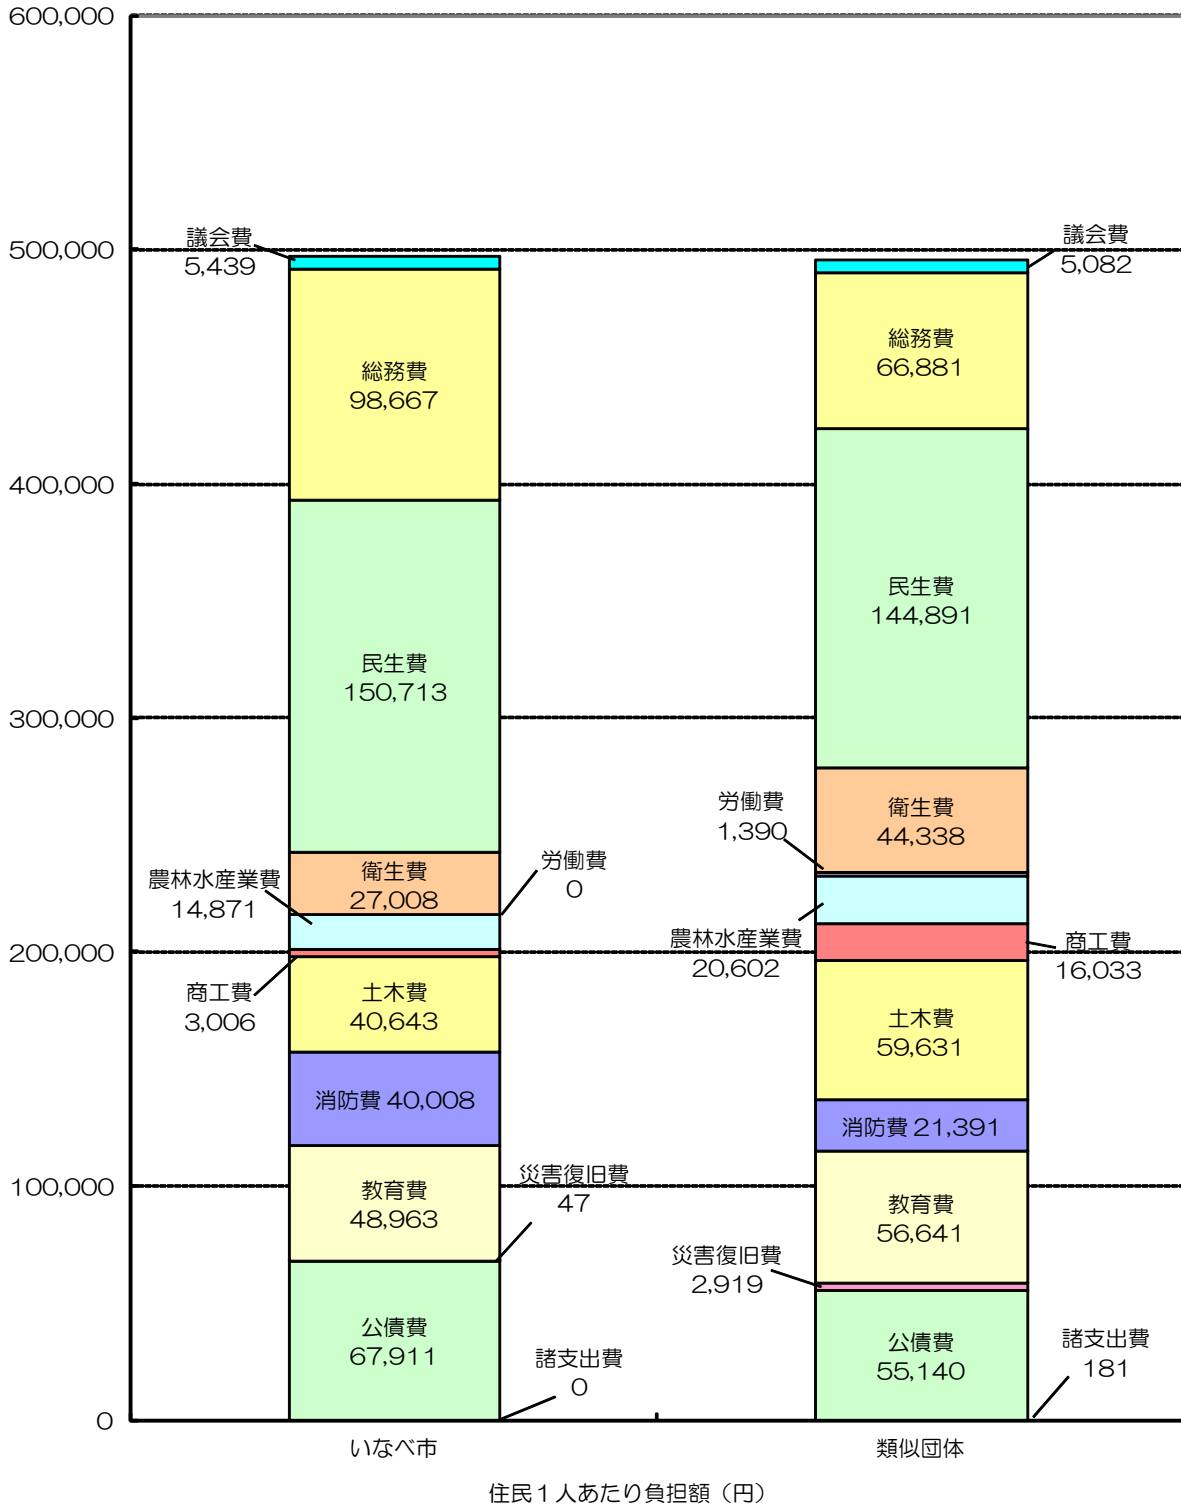 600,000
500,000
400,000
300,000
200,000
100,000
0
議会費
5,439
総務費
98,667
民生費
150,713
衛生費
27,008
労働費
0
農林水産業費
14,871
商工費
3,006
土木費
40,643
消防費 40,008
教育費
48,963
災害復旧費
47
公債費
67,911
諸支出費
0
議会費
5,082
総務費
66,881
民生費
144,891
衛生費
44,338
労働費
1,390
農林水産業費
20,602
商工費
16,033
土木費
59,631
消防費 21,391
教育費
56,641
災害復旧費
2,919
公債費
55,140
諸支出費
181
いなべ市
類似団体
住民１人あたり負担額（円）